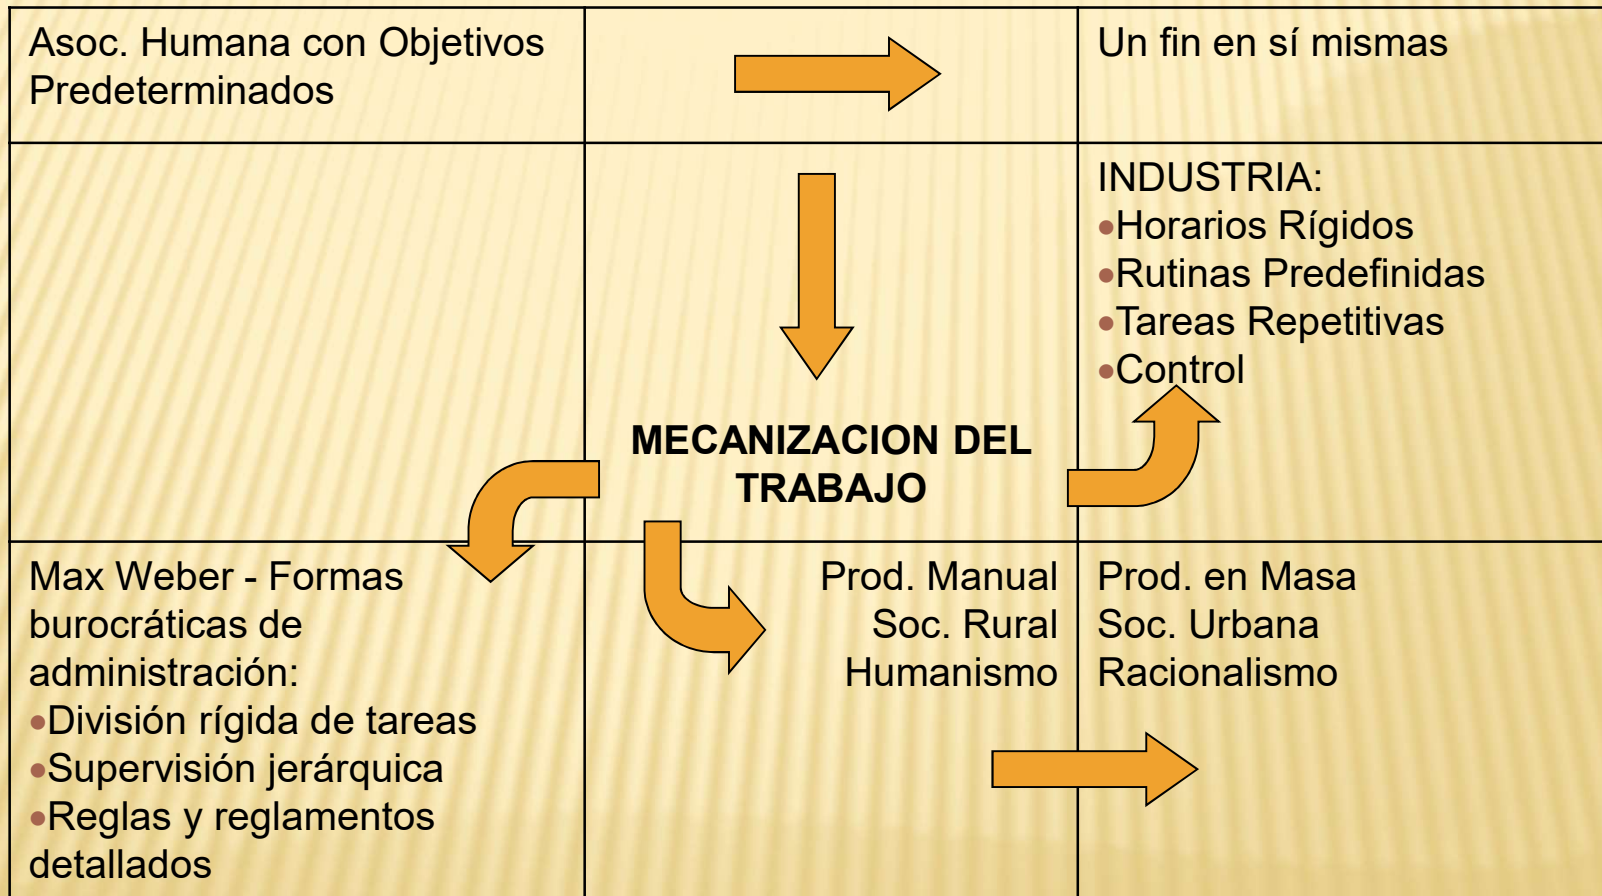 Asoc. Humana con Objetivos
Predeterminados
Un fin en sí mismas
INDUSTRIA:
•Horarios Rígidos
•Rutinas Predefinidas
•Tareas Repetitivas
•Control
MECANIZACION DEL
TRABAJO
Max Weber - Formas
burocráticas de
administración:
•División rígida de tareas
•Supervisión jerárquica
•Reglas y reglamentos
detallados
Prod. Manual
Soc. Rural
Humanismo
Prod. en Masa
Soc. Urbana
Racionalismo